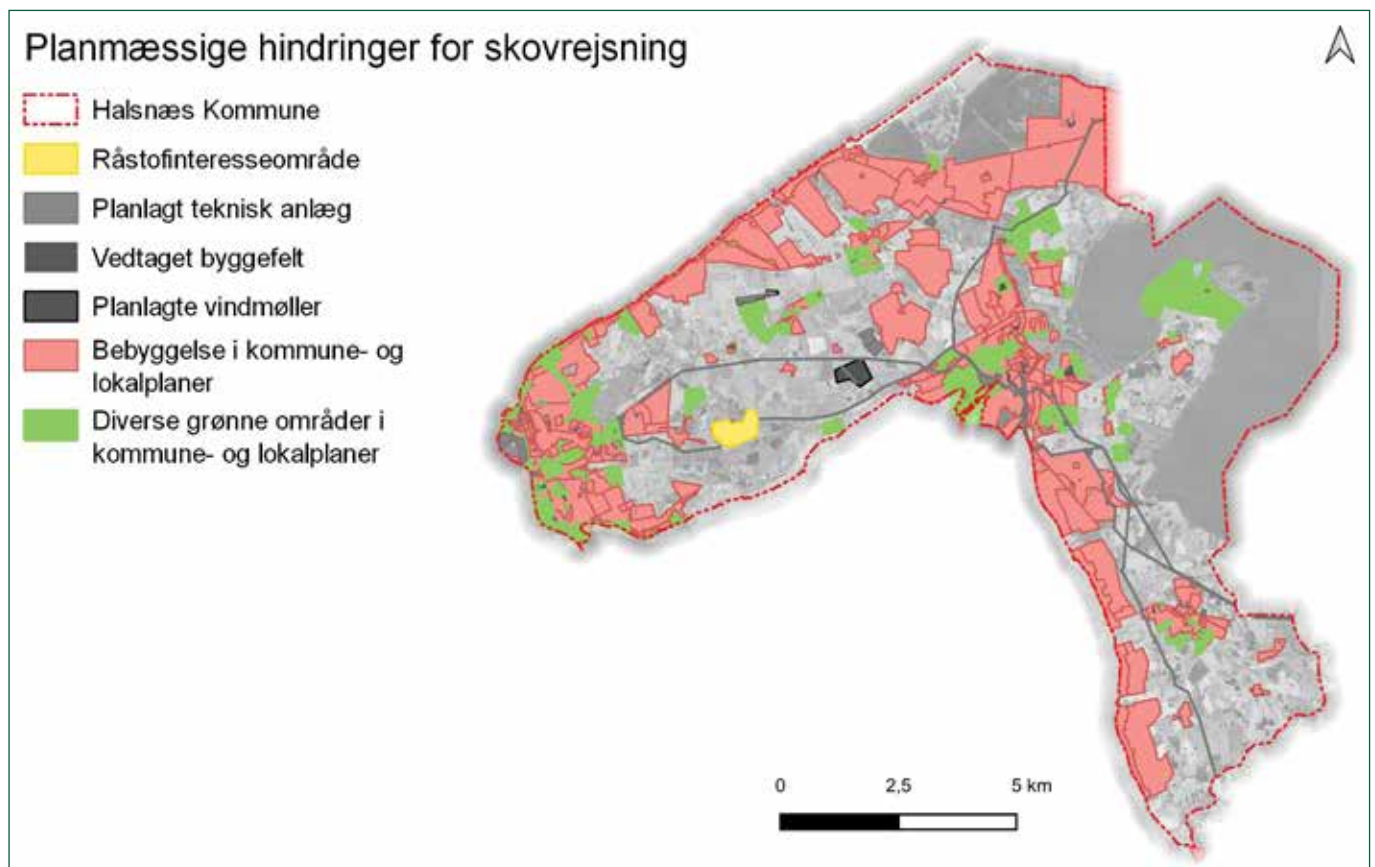 Planmæssige hindringer for skovrejsning
Halsnæs Kommune
Råstofinteresseområde
Planlagt teknisk anlæg
Vedtaget byggefelt
Planlagte vindmøller
Bebyggelse i kommune- og
lokalplaner
Diverse grønne områder i
kommune- og lokalplaner
0 2,5 5 km